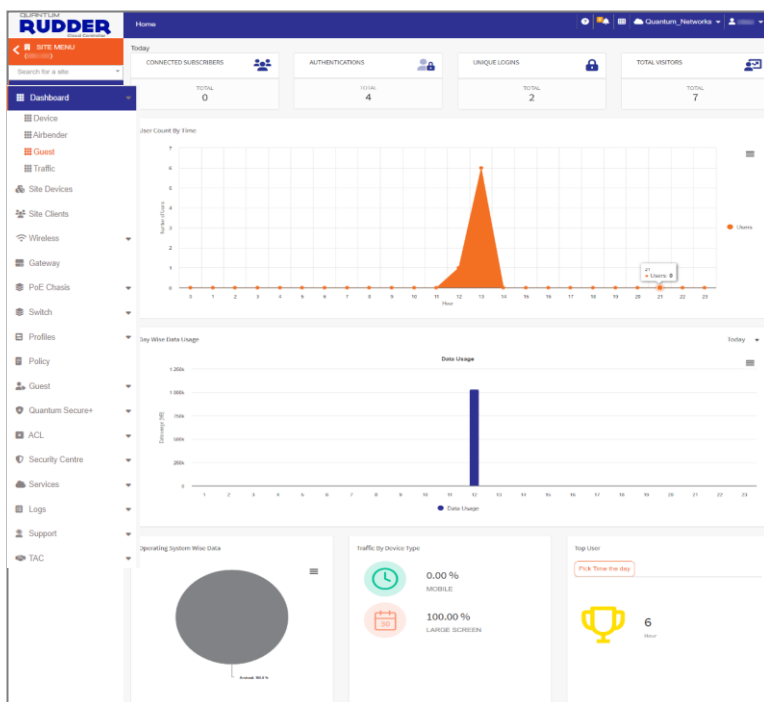 QUANTUM
RUDDER
Cloud Controller
Home
Quantum_Networks
SITE MENU
Search for a site
Dashboard
Device
Airbender
Guest
Traffic
Site Devices
Site Clients
Wireless
Gateway
PoE Chasis
Switch
Profiles
Policy
Guest
Quantum Secure+
ACL
Security Centre
Services
Logs
Support
TAC
Today
CONNECTED SUBSCRIBERS
TOTAL
0
AUTHENTICATIONS
TOTAL
4
UNIQUE LOGINS
TOTAL
2
TOTAL VISITORS
TOTAL
7
User Count By Time
Number of Users
7
6
5
4
3
2
1
0
0 1 2 3 4 5 6 7 8 9 10 11 12 13 14 15 16 17 18 19 20 21 22 23
Hour
21
Users: 0
Users
Day Wise Data Usage
Today
Data Usage
Data usage (MB)
1 250k
1 000k
750k
500k
250k
0
1 2 3 4 5 6 7 8 9 10 11 12 13 14 15 16 17 18 19 20 21 22 23
Data Usage
Operating System Wise Data
Traffic By Device Type
0.00 %
MOBILE
100.00 %
LARGE SCREEN
Top User
Pick Time the day
6
Hour